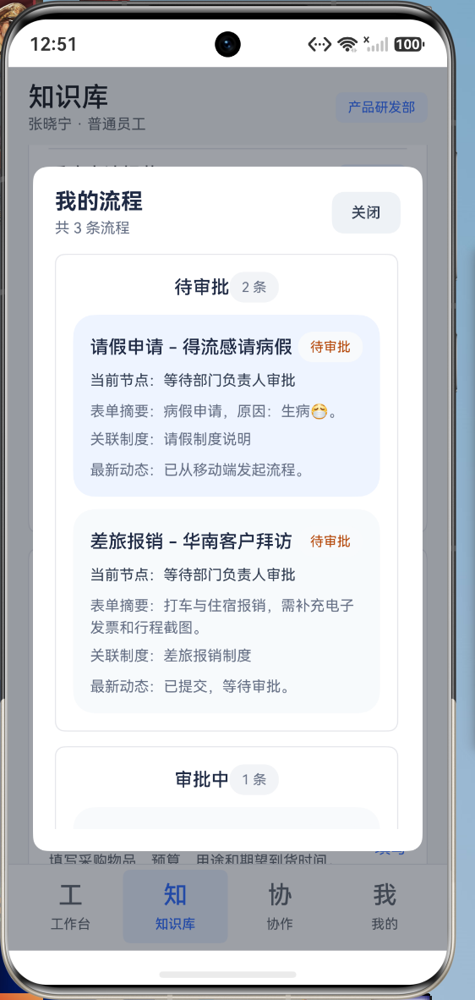 12:51
100
知识库
张晓宁 · 普通员工
产品研发部
我的流程
共 3 条流程
关闭
待审批 2 条
请假申请 - 得流感请病假 待审批
当前节点：等待部门负责人审批
表单摘要：病假申请，原因：生病😷。
关联制度：请假制度说明
最新动态：已从移动端发起流程。
差旅报销 - 华南客户拜访 待审批
当前节点：等待部门负责人审批
表单摘要：打车与住宿报销，需补充电子
发票和行程截图。
关联制度：差旅报销制度
最新动态：已提交，等待审批。
审批中 1 条
填写采购物品、预算、用途和期望到货时间
工 知 协 我
工作台 知识库 协作 我的